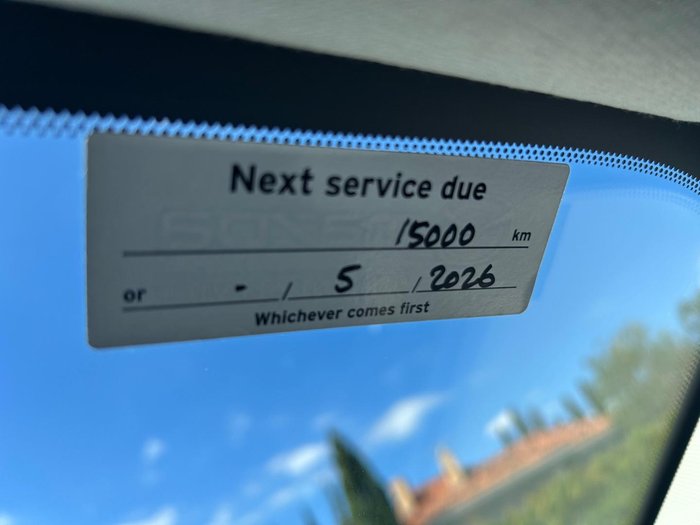 Next service due
15000 km
or - / 5 / 2026
Whichever comes first